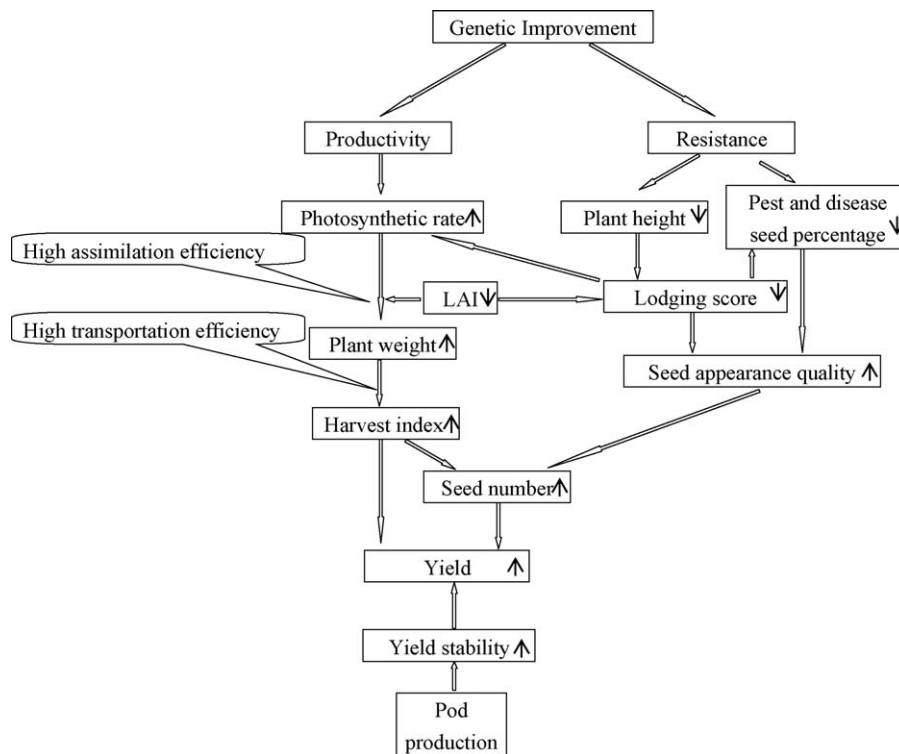 Genetic Improvement
Productivity
Resistance
Photosynthetic rate
Plant height
Pest and disease
seed percentage
High assimilation efficiency
LAI
Lodging score
High transportation efficiency
Plant weight
Seed appearance quality
Harvest index
Seed number
Yield
Yield stability
Pod
production